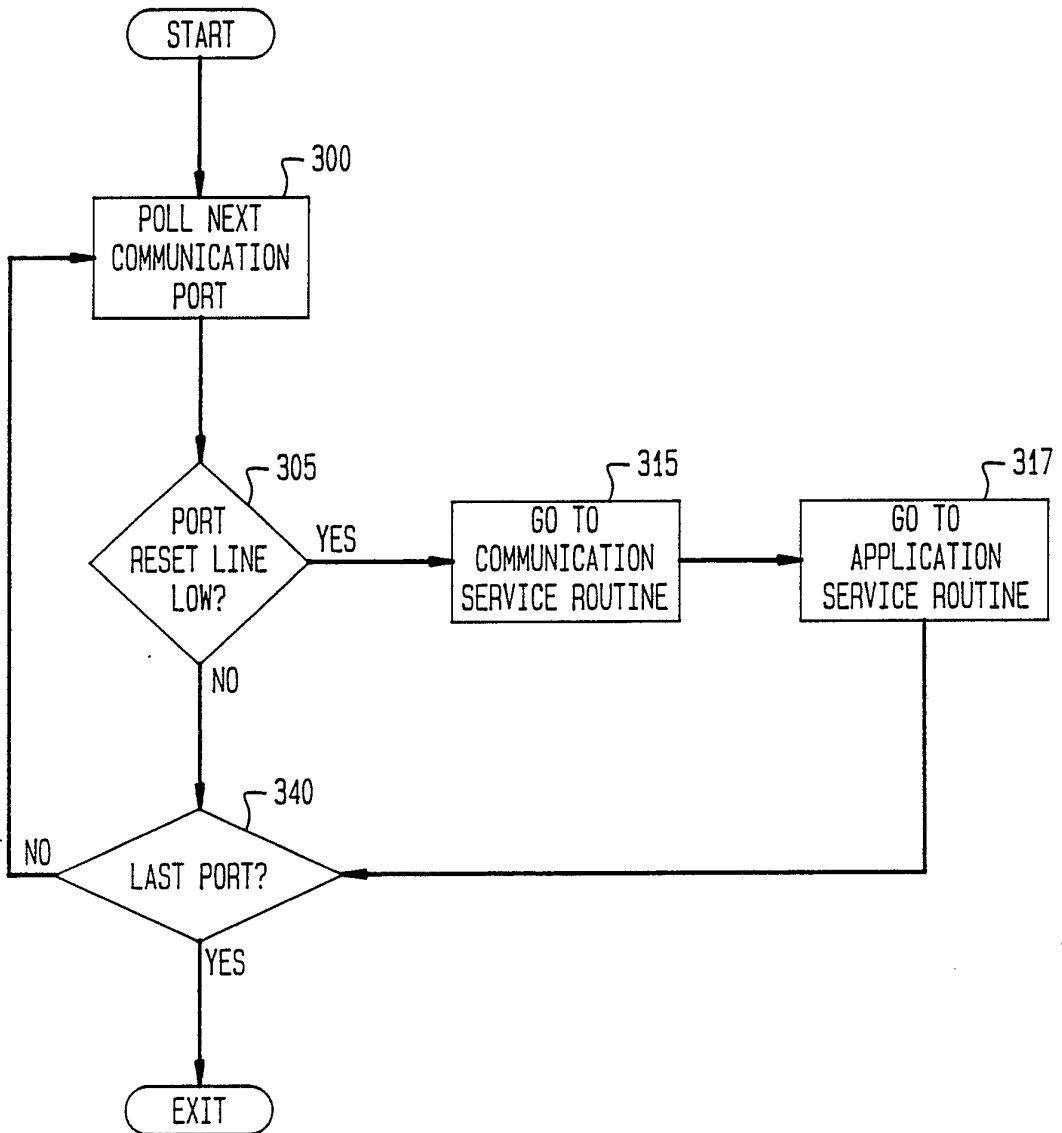 START
300
POLL NEXT
COMMUNICATION
PORT
305
PORT
RESET LINE
LOW?
YES
315
GO TO
COMMUNICATION
SERVICE ROUTINE
317
GO TO
APPLICATION
SERVICE ROUTINE
NO
340
NO
LAST PORT?
YES
EXIT